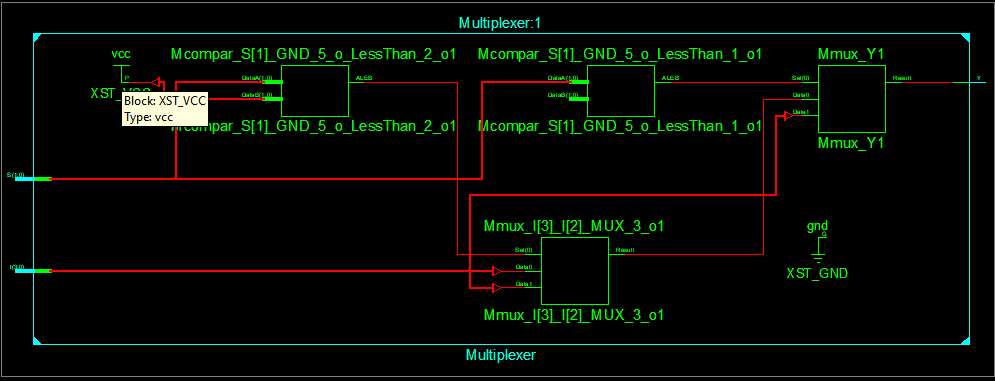 Multiplexer:1
vcc
Mcompar_S[1]_GND_5_o_LessThan_2_o1
Mcompar_S[1]_GND_5_o_LessThan_1_o1
Mmux_Y1
P
DataA(1:0)
ALEB
DataA(1:0)
ALEB
Sel(0)
Result
Y
XST_VCC
DataB(1:0)
DataB(1:0)
Data0
Block: XST_VCC
Type: vcc
Data1
Mcompar_S[1]_GND_5_o_LessThan_2_o1
Mcompar_S[1]_GND_5_o_LessThan_1_o1
Mmux_Y1
S(1:0)
Mmux_I[3]_I[2]_MUX_3_o1
gnd
G
Sel(0)
Result
I(3:0)
Data0
XST_GND
Data1
Mmux_I[3]_I[2]_MUX_3_o1
Multiplexer